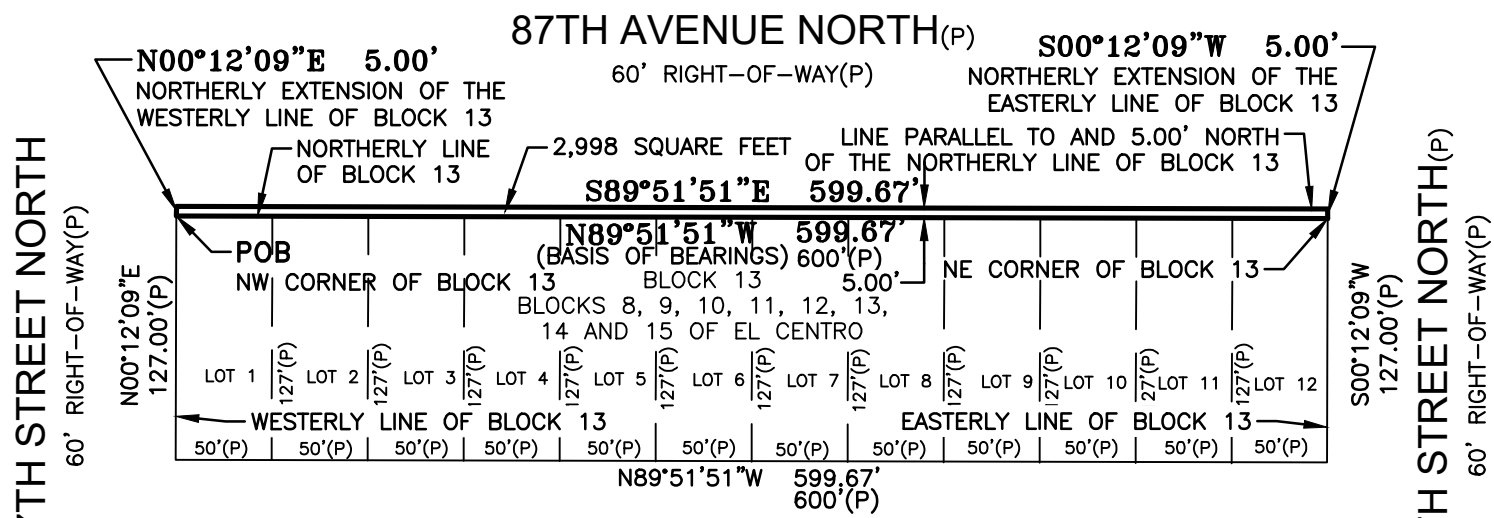 87TH AVENUE NORTH(P)
60' RIGHT-OF-WAY(P)
N00°12'09"E 5.00'
NORTHERLY EXTENSION OF THE
WESTERLY LINE OF BLOCK 13
S00°12'09"W 5.00'
NORTHERLY EXTENSION OF THE
EASTERLY LINE OF BLOCK 13
NORTHERLY LINE
OF BLOCK 13
2,998 SQUARE FEET
LINE PARALLEL TO AND 5.00' NORTH
OF THE NORTHERLY LINE OF BLOCK 13
S89°51'51"E 599.67'
N89°51'51"W 599.67'
(BASIS OF BEARINGS) 600'(P)
POB
NW CORNER OF BLOCK 13
BLOCK 13
5.00'
NE CORNER OF BLOCK 13
BLOCKS 8, 9, 10, 11, 12, 13,
14 AND 15 OF EL CENTRO
TH STREET NORTH
60' RIGHT-OF-WAY(P)
N00°12'09"E
127.00'(P)
LOT 1
127'(P)
LOT 2
127'(P)
LOT 3
127'(P)
LOT 4
127'(P)
LOT 5
127'(P)
LOT 6
127'(P)
LOT 7
127'(P)
LOT 8
127'(P)
LOT 9
127'(P)
LOT 10
127'(P)
LOT 11
127'(P)
LOT 12
S00°12'09"W
127.00'(P)
H STREET NORTH(P)
60' RIGHT-OF-WAY(P)
WESTERLY LINE OF BLOCK 13
EASTERLY LINE OF BLOCK 13
50'(P) 50'(P) 50'(P) 50'(P) 50'(P) 50'(P) 50'(P) 50'(P) 50'(P) 50'(P) 50'(P) 50'(P)
N89°51'51"W 599.67'
600'(P)